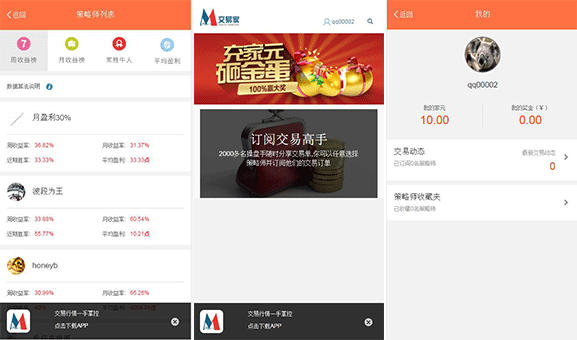 返回
策略师列表
周收益榜
月收益榜
常胜牛人
平均盈利
数据算法说明
月盈利30%
周收益率: 36.82%
月收益率: 31.37%
近期胜率: 33.33%
平均盈利: 33.33点
波段为王
周收益率: 33.88%
月收益率: 60.54%
近期胜率: 55.77%
平均盈利: 10.21点
honeyb
周收益率: 30.99%
月收益率: 66.26%
交易行情一手掌控
点击下载APP
交易家
qq00002
充家元
砸金蛋
100%赢大奖
订阅交易高手
2000多名操盘手随时分享交易单,你可以任意选择
策略师并订阅他们的交易订单
交易行情一手掌控
点击下载APP
返回
我的
qq00002
我的家元
10.00
我的奖金（￥）
0.00
交易动态
已订阅0名策略师
最新交易动态
0
策略师收藏夹
已收藏0名策略师